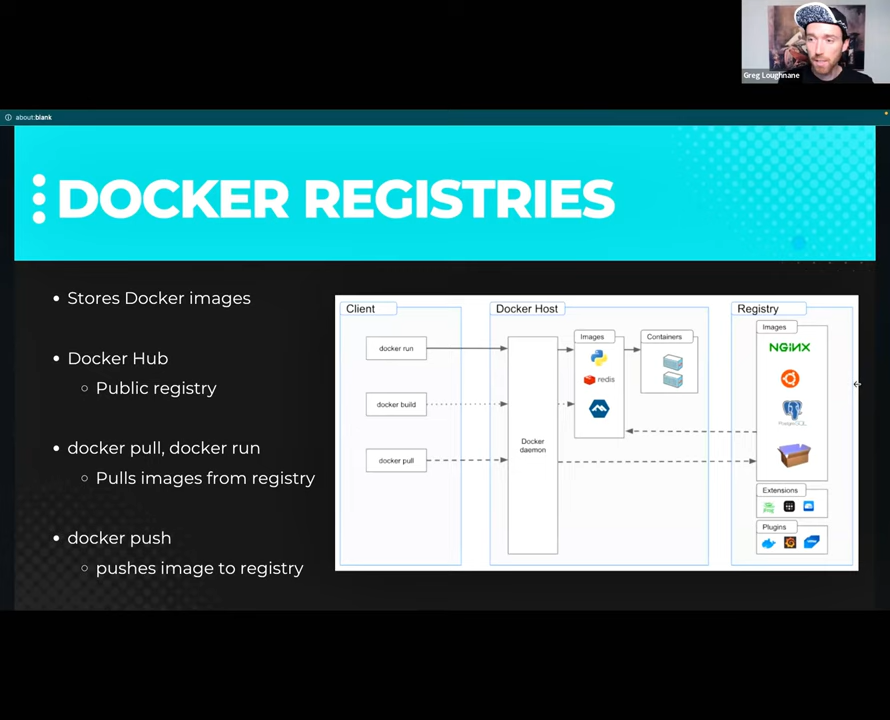 Greg Loughnane
about:blank
DOCKER REGISTRIES
• Stores Docker images
• Docker Hub
○ Public registry
• docker pull, docker run
○ Pulls images from registry
• docker push
○ pushes image to registry
Client
docker run
docker build
docker pull
Docker Host
Docker
daemon
Images
redis
Containers
Registry
Images
NGINX
PostgreSQL
Extensions
Plugins